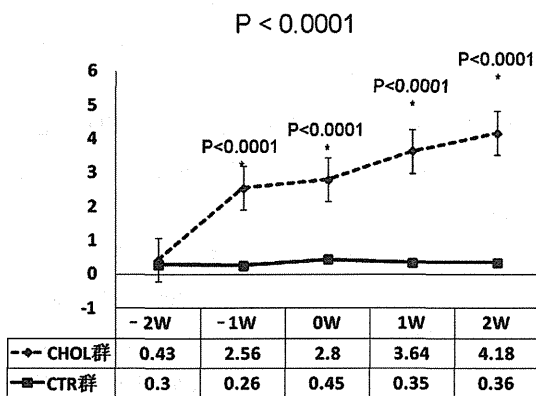 P < 0.0001
P<0.0001
*
P<0.0001
*
P<0.0001
*
P<0.0001
*
6
5
4
3
2
1
0
-1
-2W -1W 0W 1W 2W
CHOL群 0.43 2.56 2.8 3.64 4.18
CTR群 0.3 0.26 0.45 0.35 0.36